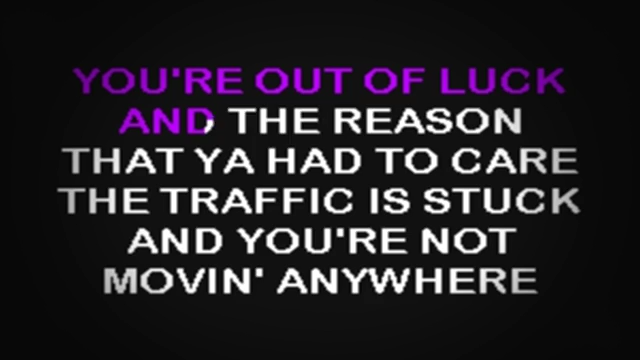 YOU'RE OUT OF LUCK
AND THE REASON
THAT YA HAD TO CARE
THE TRAFFIC IS STUCK
AND YOU'RE NOT
MOVIN' ANYWHERE